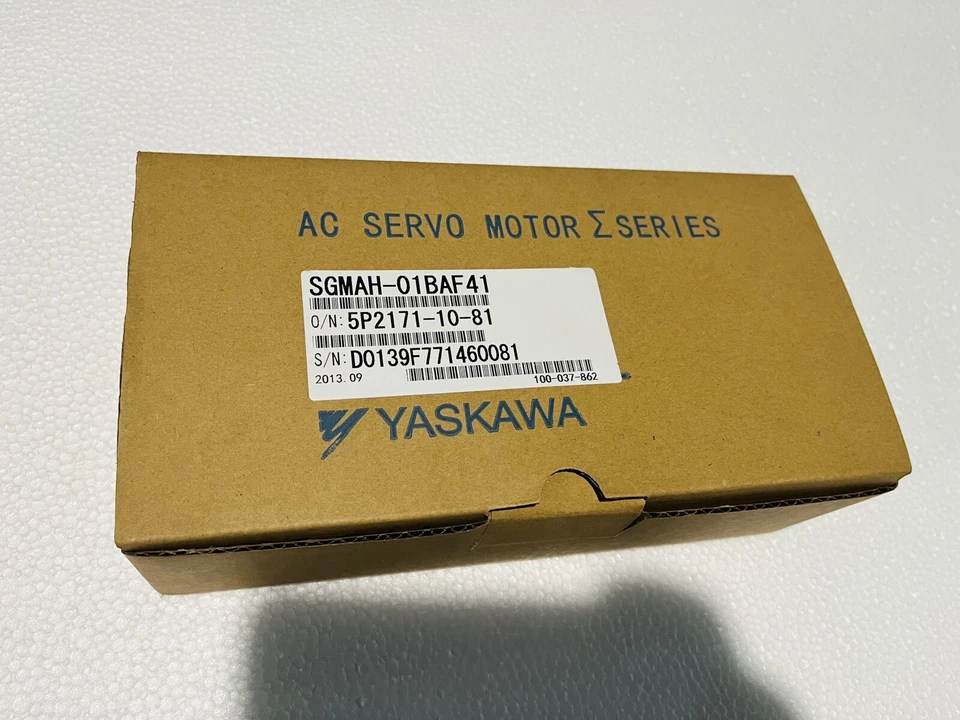 AC SERVO MOTOR Σ SERIES
SGMAH-01BAF41
O/N: 5P2171-10-81
S/N: D0139F771460081
2013.09 100-037-862
YASKAWA